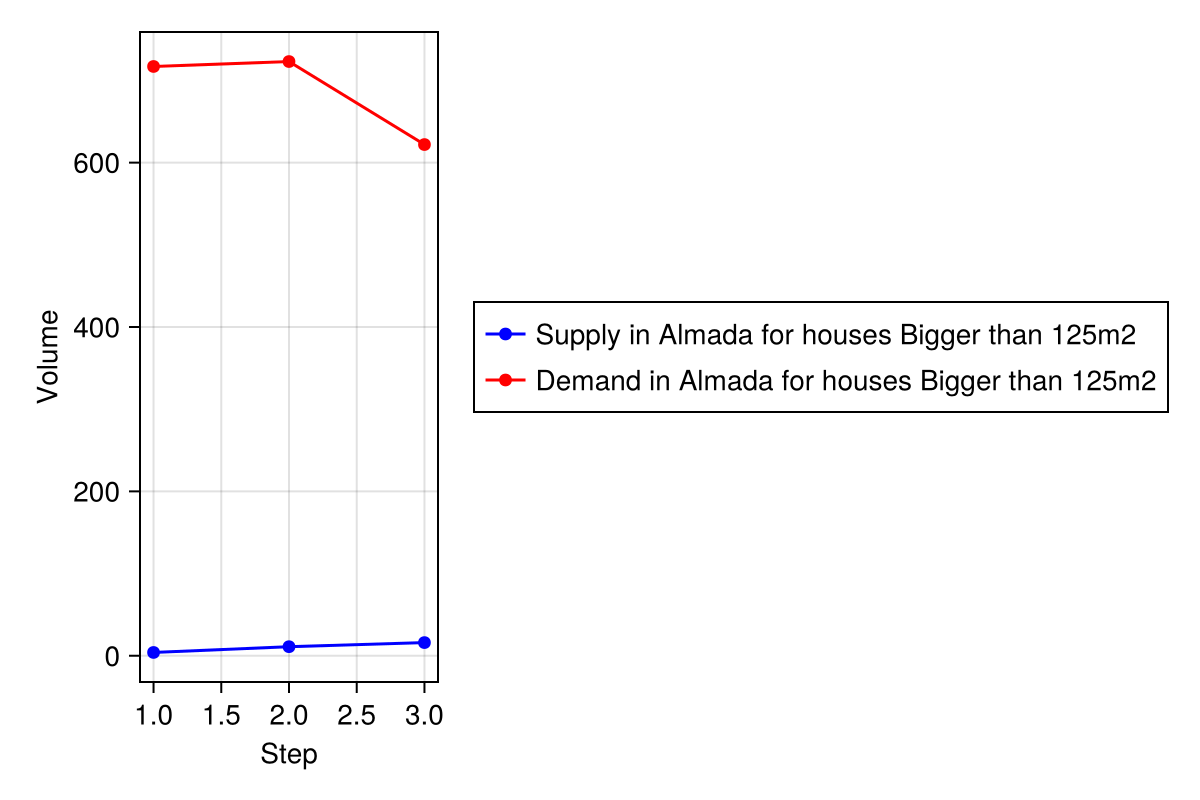 600
400
200
0
Volume
1.0 1.5 2.0 2.5 3.0
Step
Supply in Almada for houses Bigger than 125m2
Demand in Almada for houses Bigger than 125m2